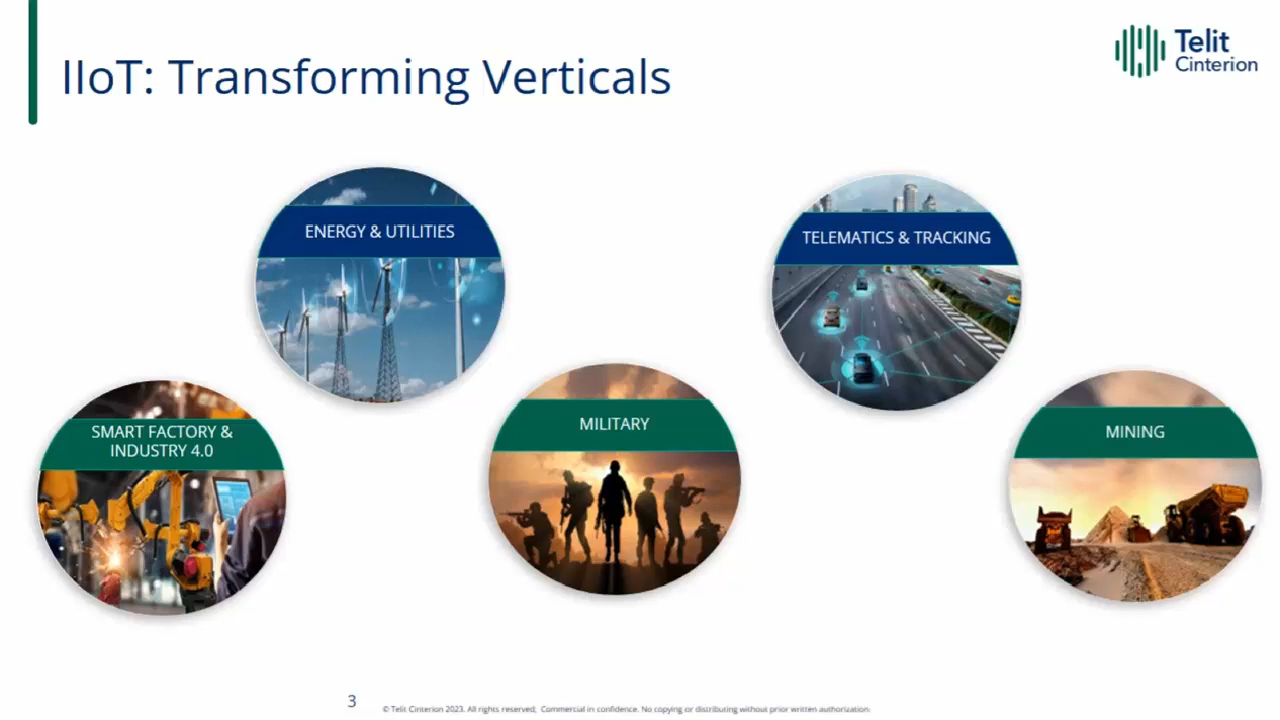 IIoT: Transforming Verticals
Telit
Cinterion
ENERGY & UTILITIES
TELEMATICS & TRACKING
SMART FACTORY &
INDUSTRY 4.0
MILITARY
MINING
3
© Telit Cinterion 2023. All rights reserved; Commercial in confidence. No copying or distributing without prior written authorization.